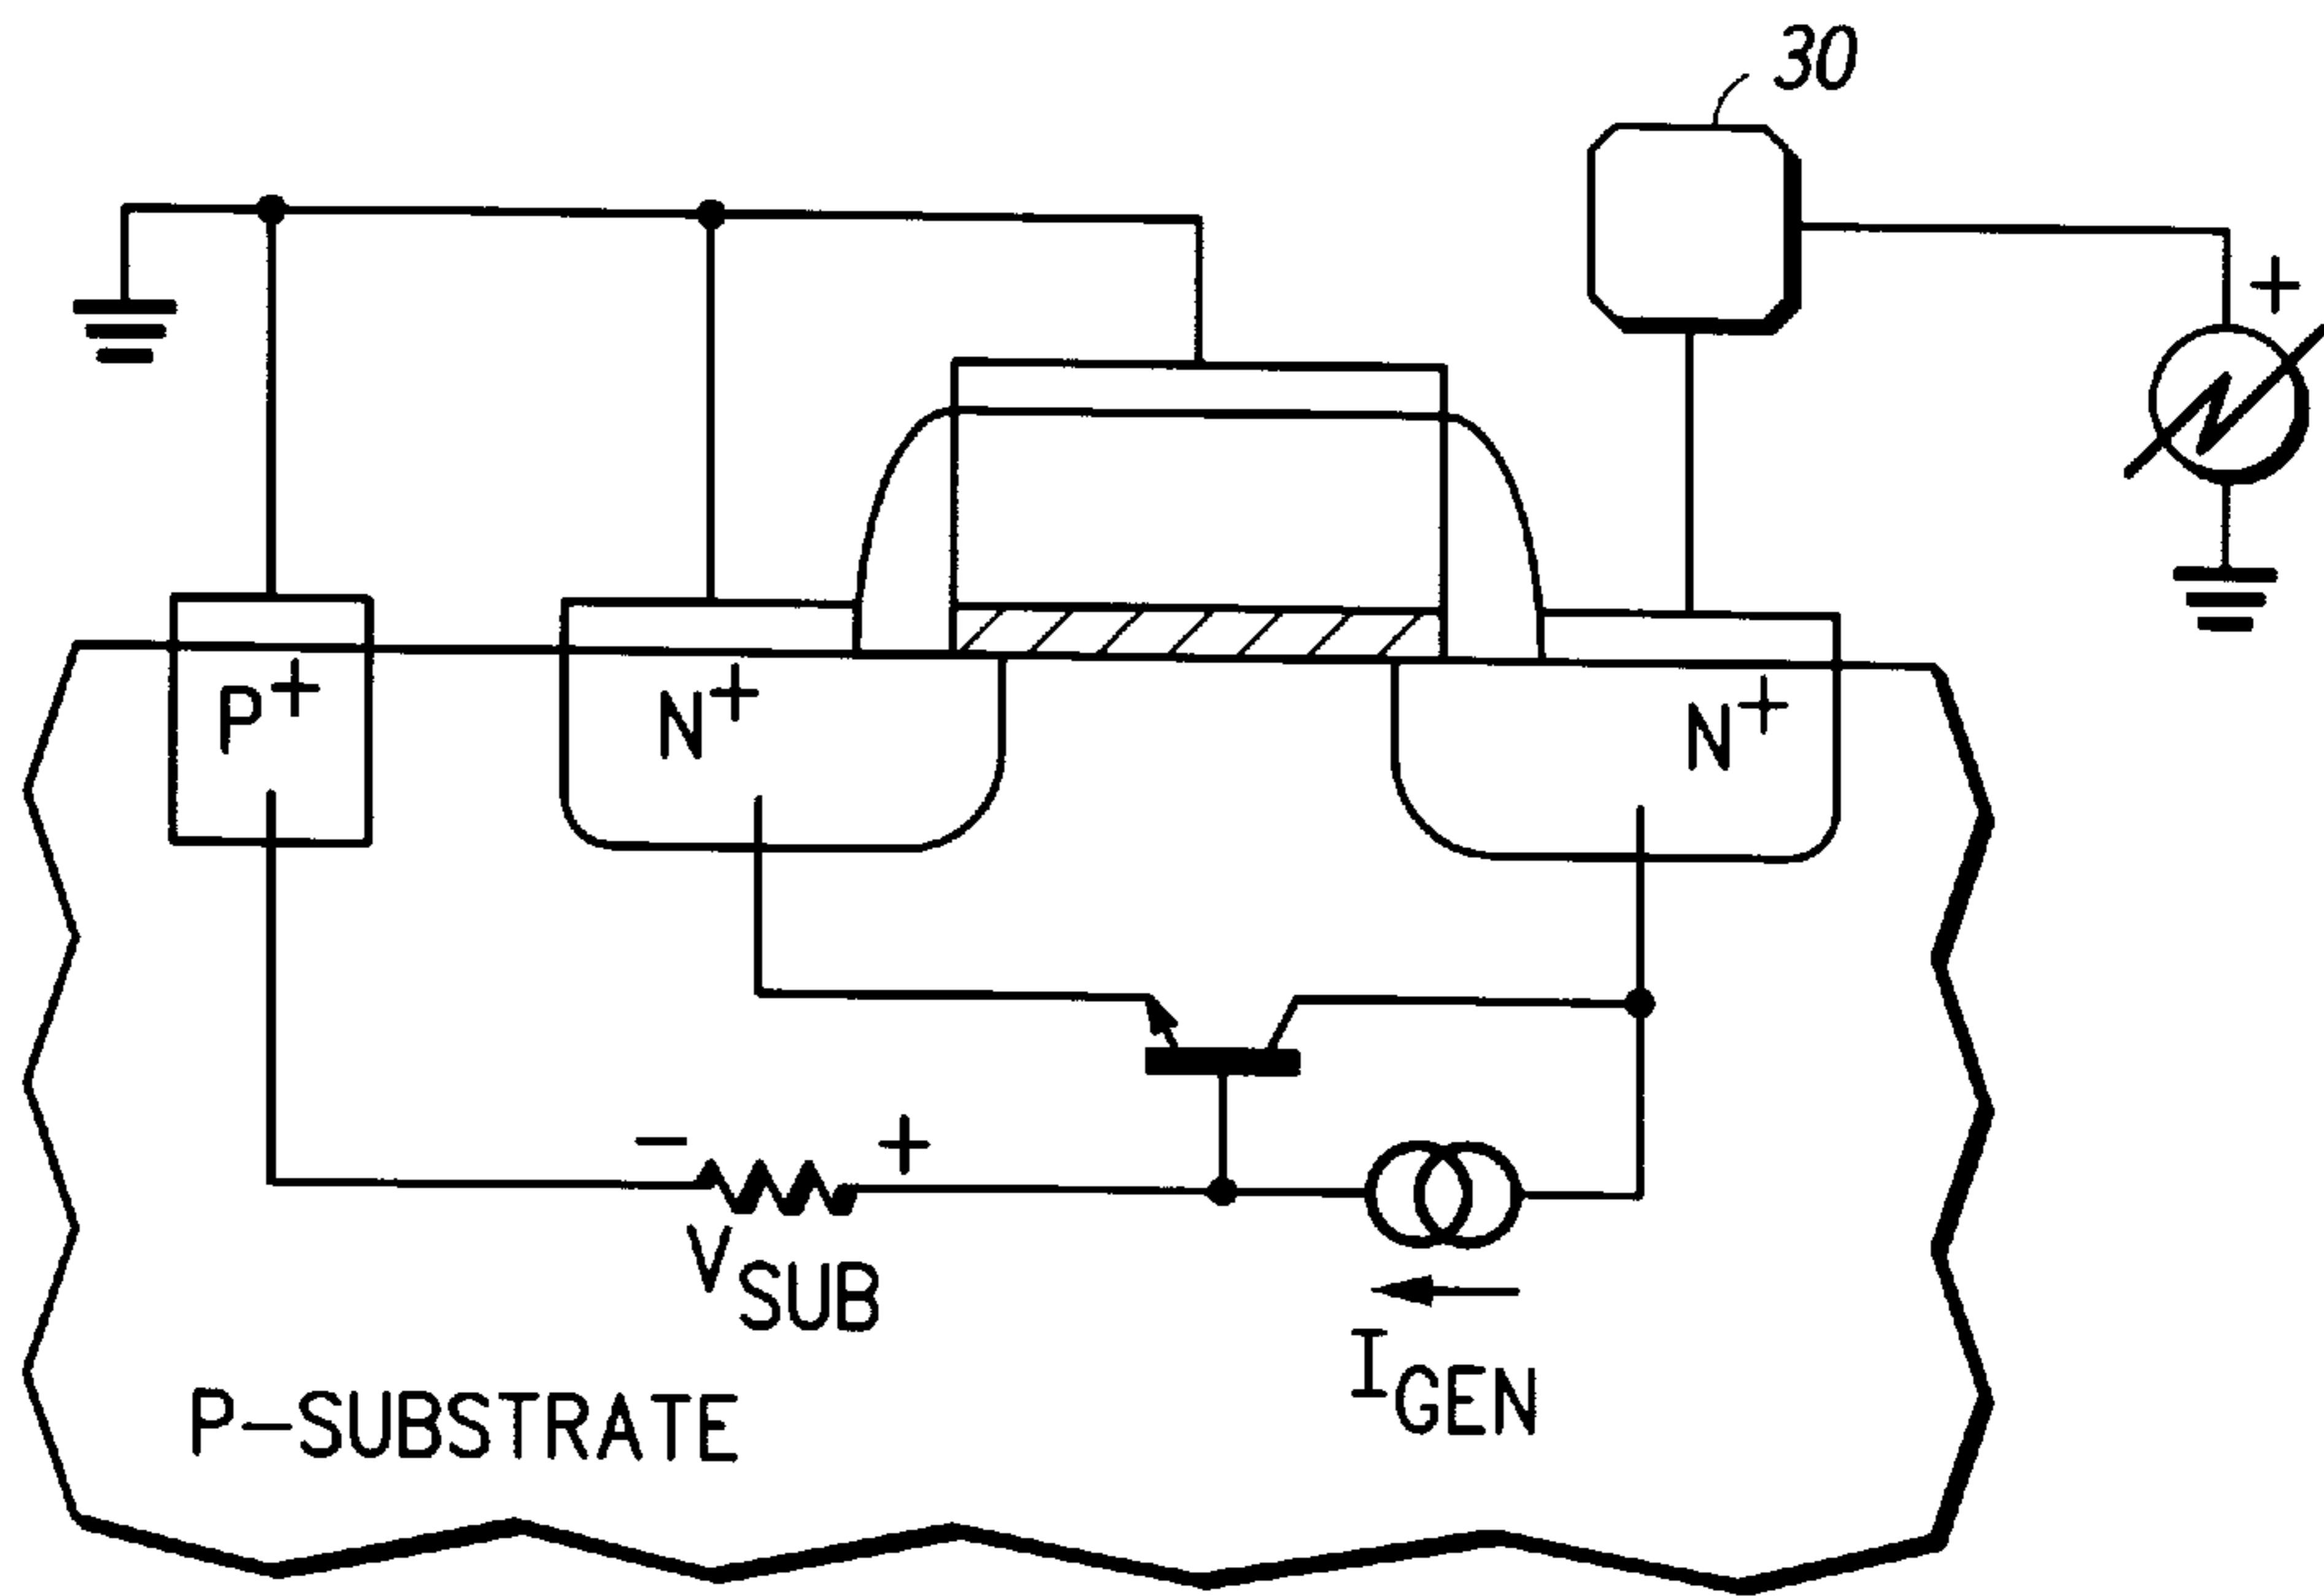 30
+
P+
N+
N+
− +
VSUB
IGEN
P-SUBSTRATE